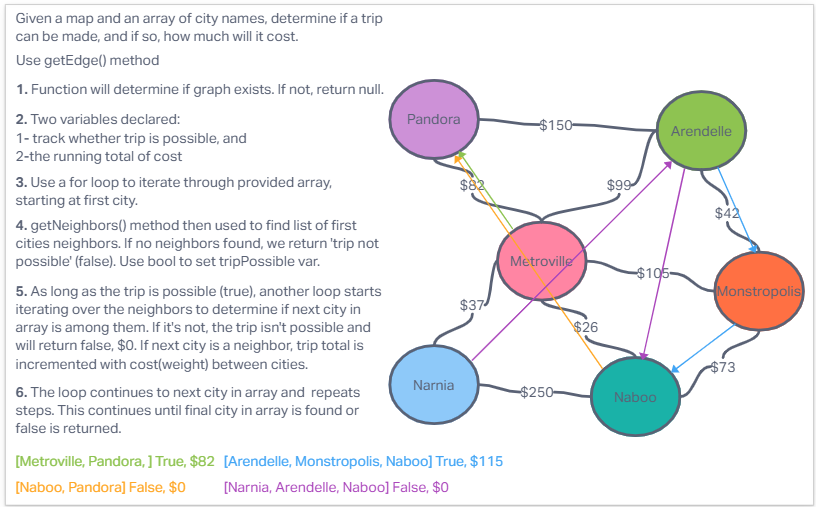 Given a map and an array of city names, determine if a trip
can be made, and if so, how much will it cost.
Use getEdge() method
1. Function will determine if graph exists. If not, return null.
2. Two variables declared:
1- track whether trip is possible, and
2-the running total of cost
3. Use a for loop to iterate through provided array,
starting at first city.
4. getNeighbors() method then used to find list of first
cities neighbors. If no neighbors found, we return 'trip not
possible' (false). Use bool to set tripPossible var.
5. As long as the trip is possible (true), another loop starts
iterating over the neighbors to determine if next city in
array is among them. If it's not, the trip isn't possible and
will return false, $0. If next city is a neighbor, trip total is
incremented with cost(weight) between cities.
6. The loop continues to next city in array and repeats
steps. This continues until final city in array is found or
false is returned.
[Metroville, Pandora, ] True, $82
[Arendelle, Monstropolis, Naboo] True, $115
[Naboo, Pandora] False, $0
[Narnia, Arendelle, Naboo] False, $0
Pandora
$150
Arendelle
$82
$99
$42
Metroville
$105
Monstropolis
$37
$26
$73
Narnia
$250
Naboo